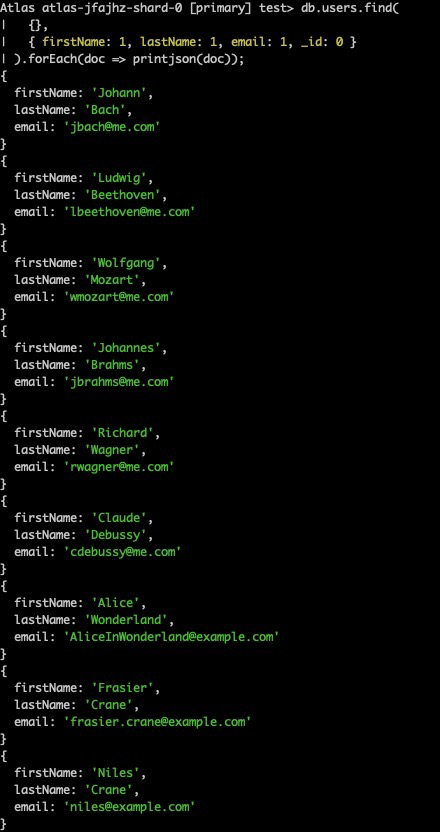 Atlas atlas-jfajhz-shard-0 [primary] test> db.users.find(
|   {},
|   { firstName: 1, lastName: 1, email: 1, _id: 0 }
| ).forEach(doc => printjson(doc));
{
  firstName: 'Johann',
  lastName: 'Bach',
  email: 'jbach@me.com'
}
{
  firstName: 'Ludwig',
  lastName: 'Beethoven',
  email: 'lbeethoven@me.com'
}
{
  firstName: 'Wolfgang',
  lastName: 'Mozart',
  email: 'wmozart@me.com'
}
{
  firstName: 'Johannes',
  lastName: 'Brahms',
  email: 'jbrahms@me.com'
}
{
  firstName: 'Richard',
  lastName: 'Wagner',
  email: 'rwagner@me.com'
}
{
  firstName: 'Claude',
  lastName: 'Debussy',
  email: 'cdebussy@me.com'
}
{
  firstName: 'Alice',
  lastName: 'Wonderland',
  email: 'AliceInWonderland@example.com'
}
{
  firstName: 'Frasier',
  lastName: 'Crane',
  email: 'frasier.crane@example.com'
}
{
  firstName: 'Niles',
  lastName: 'Crane',
  email: 'niles@example.com'
}